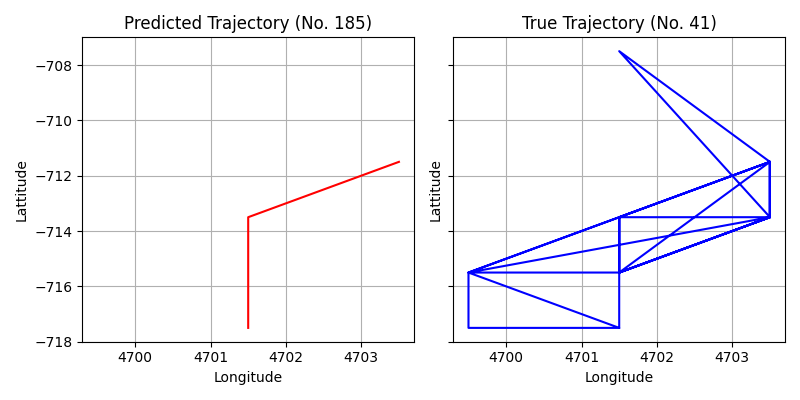 Predicted Trajectory (No. 185)
True Trajectory (No. 41)
Lattitude
−708
−710
−712
−714
−716
−718
4700
4701
4702
4703
Longitude
Lattitude
4700
4701
4702
4703
Longitude